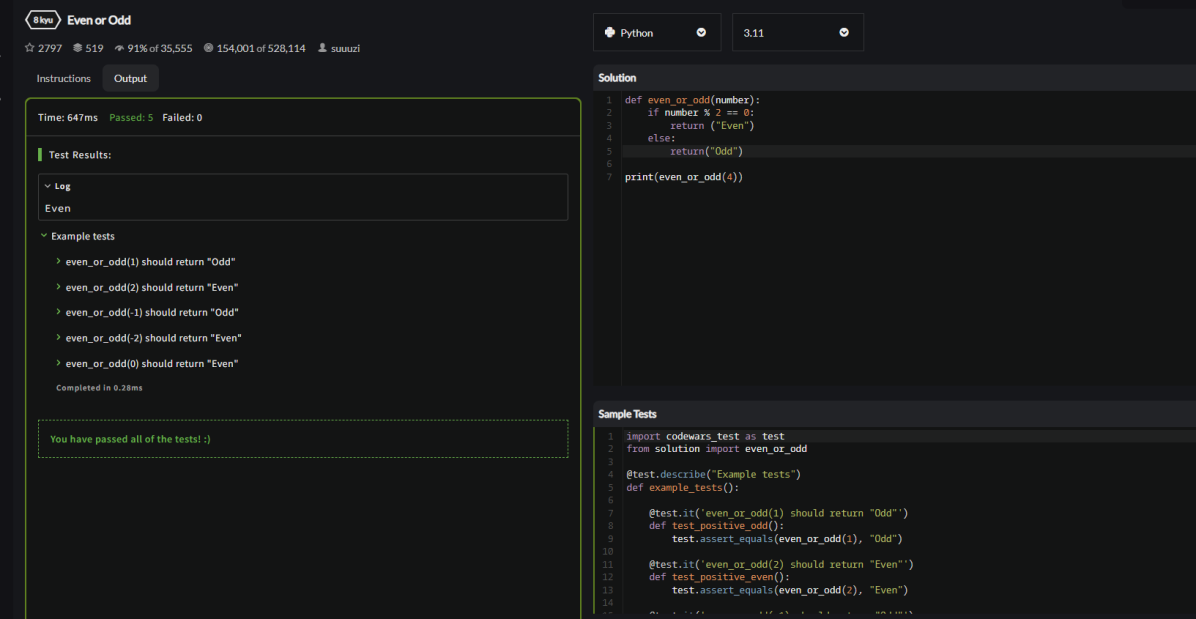 8 kyu Even or Odd
2797 519 91% of 35,555 154,001 of 528,114 suuuzi
Instructions Output
Time: 647ms Passed: 5 Failed: 0
Test Results:
Log
Even
Example tests
even_or_odd(1) should return "Odd"
even_or_odd(2) should return "Even"
even_or_odd(-1) should return "Odd"
even_or_odd(-2) should return "Even"
even_or_odd(0) should return "Even"
Completed in 0.28ms
You have passed all of the tests! :)
Python 3.11
Solution
1 def even_or_odd(number):
2     if number % 2 == 0:
3         return ("Even")
4     else:
5         return("Odd")
6
7 print(even_or_odd(4))
Sample Tests
1 import codewars_test as test
2 from solution import even_or_odd
3
4 @test.describe("Example tests")
5 def example_tests():
6
7     @test.it('even_or_odd(1) should return "Odd"')
8     def test_positive_odd():
9         test.assert_equals(even_or_odd(1), "Odd")
10
11     @test.it('even_or_odd(2) should return "Even"')
12     def test_positive_even():
13         test.assert_equals(even_or_odd(2), "Even")
14